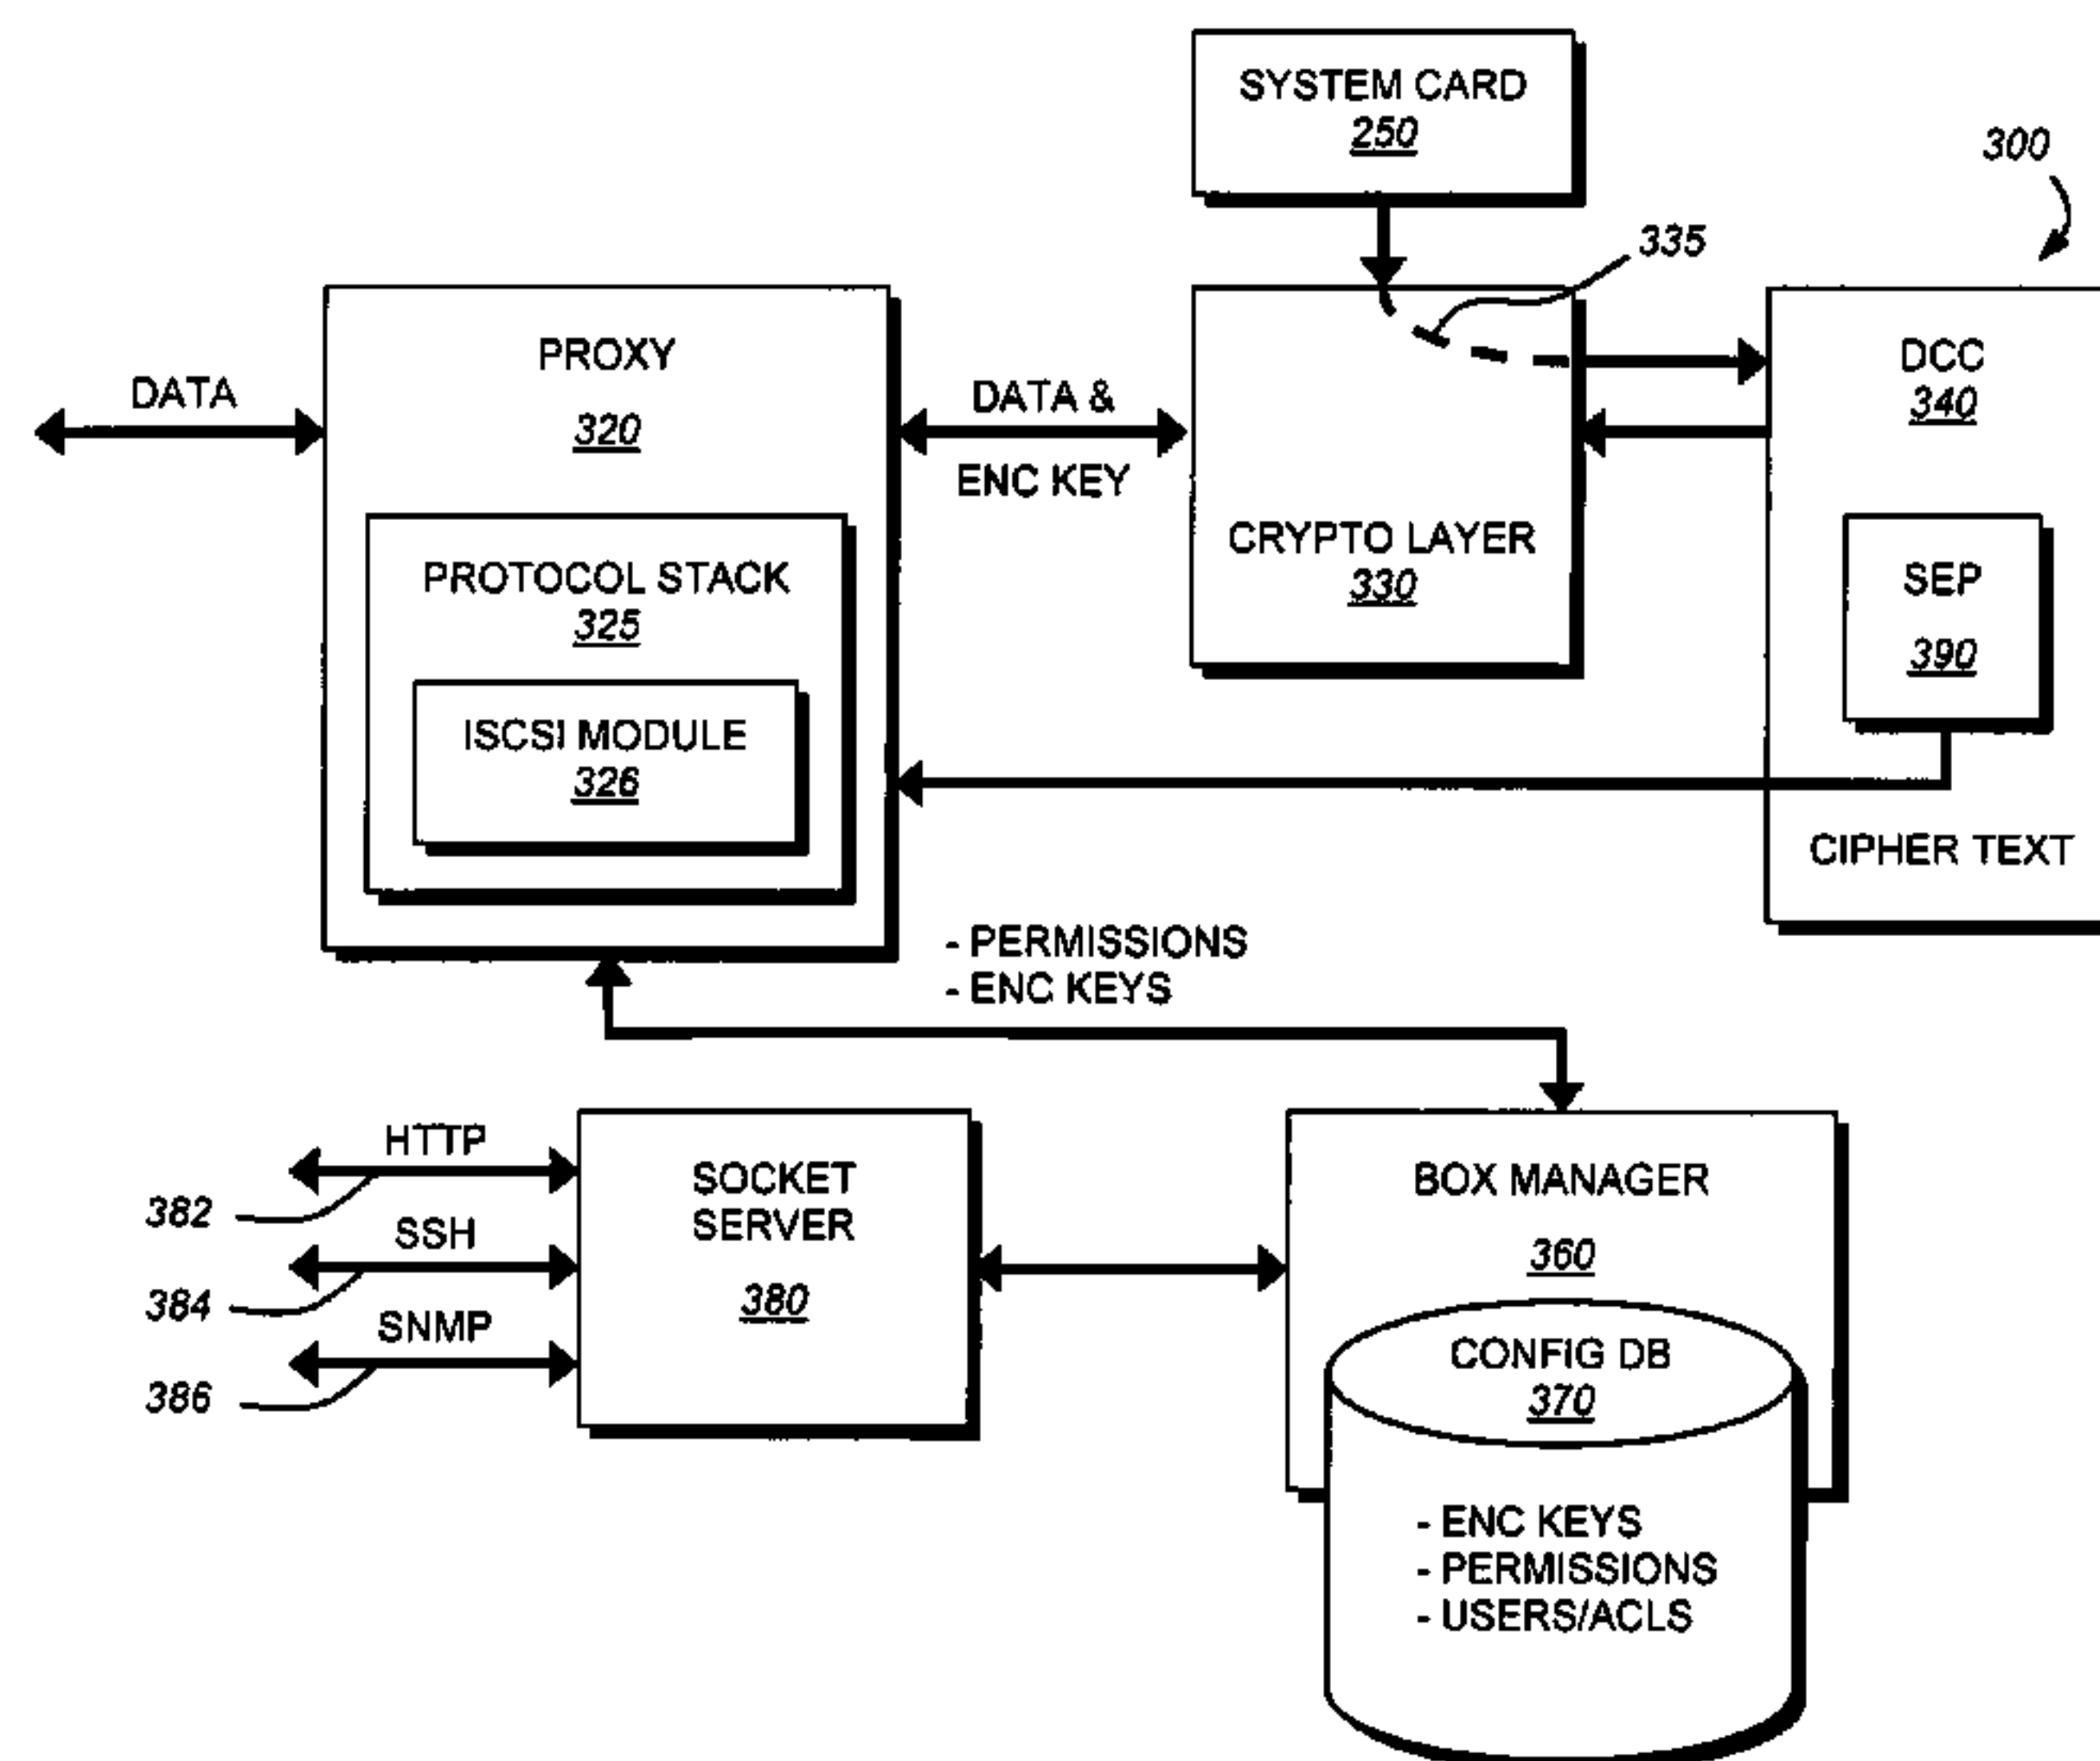 SYSTEM CARD
250
300
335
PROXY
320
DATA
DATA &
ENC KEY
CRYPTO LAYER
330
DCC
340
PROTOCOL STACK
325
SEP
390
ISCSI MODULE
326
CIPHER TEXT
- PERMISSIONS
- ENC KEYS
HTTP
382
SSH
384
SNMP
386
SOCKET
SERVER
380
BOX MANAGER
360
CONFIG DB
370
- ENC KEYS
- PERMISSIONS
- USERS/ACLS